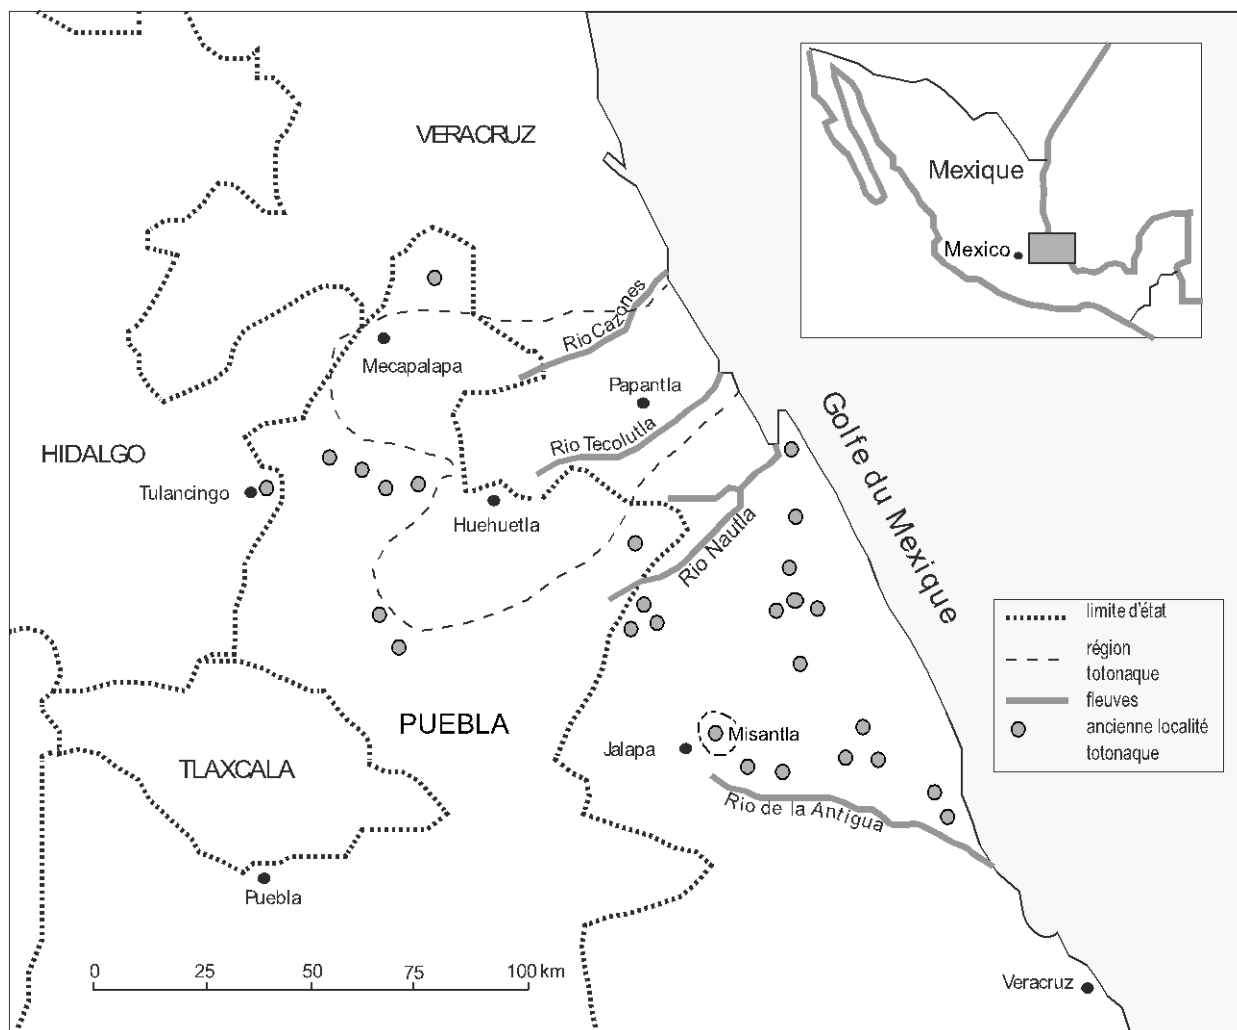 VERACRUZ
Mexique
Mexico
Rio Cazones
Mecapalapa
Papantla
Golfe du Mexique
Rio Tecolutla
HIDALGO
Tulancingo
Huehuetla
Rio Nautla
limite d'état
région
totonaque
fleuves
ancienne localité
totonaque
PUEBLA
Misantla
Jalapa
TLAXCALA
Rio de la Antigua
Puebla
0 25 50 75 100 km
Veracruz